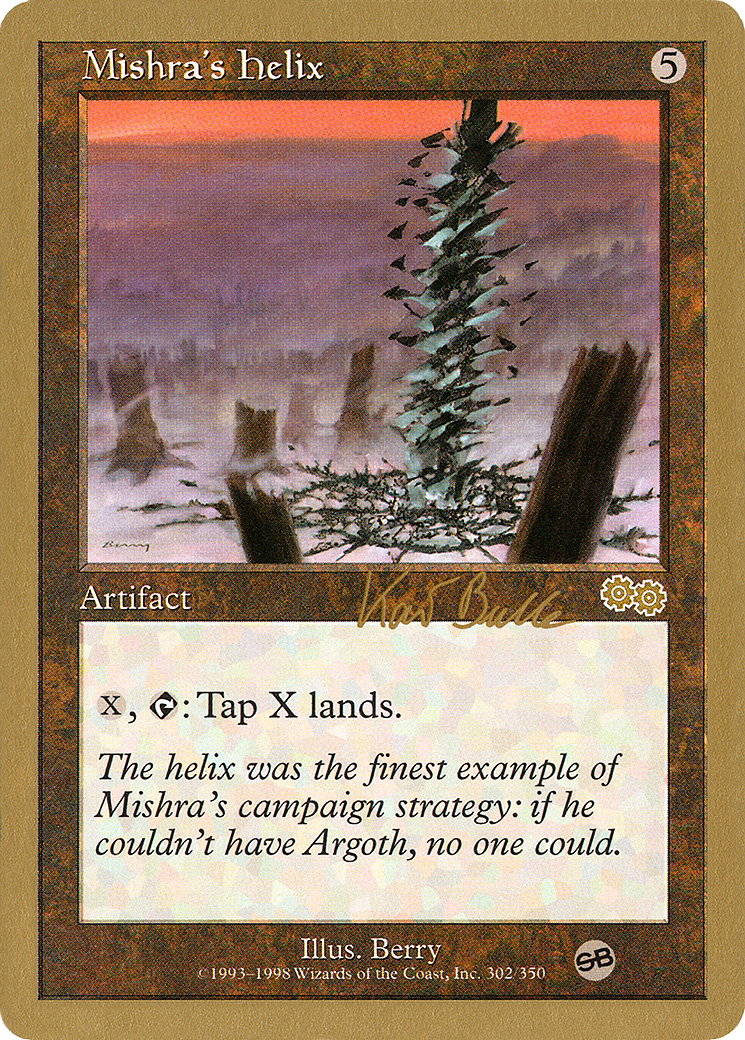 Mishra's Helix
5
Berry
Artifact
X, : Tap X lands.
The helix was the finest example of
Mishra's campaign strategy: if he
couldn't have Argoth, no one could.
Illus. Berry
©1993–1998 Wizards of the Coast, Inc. 302/350
SB